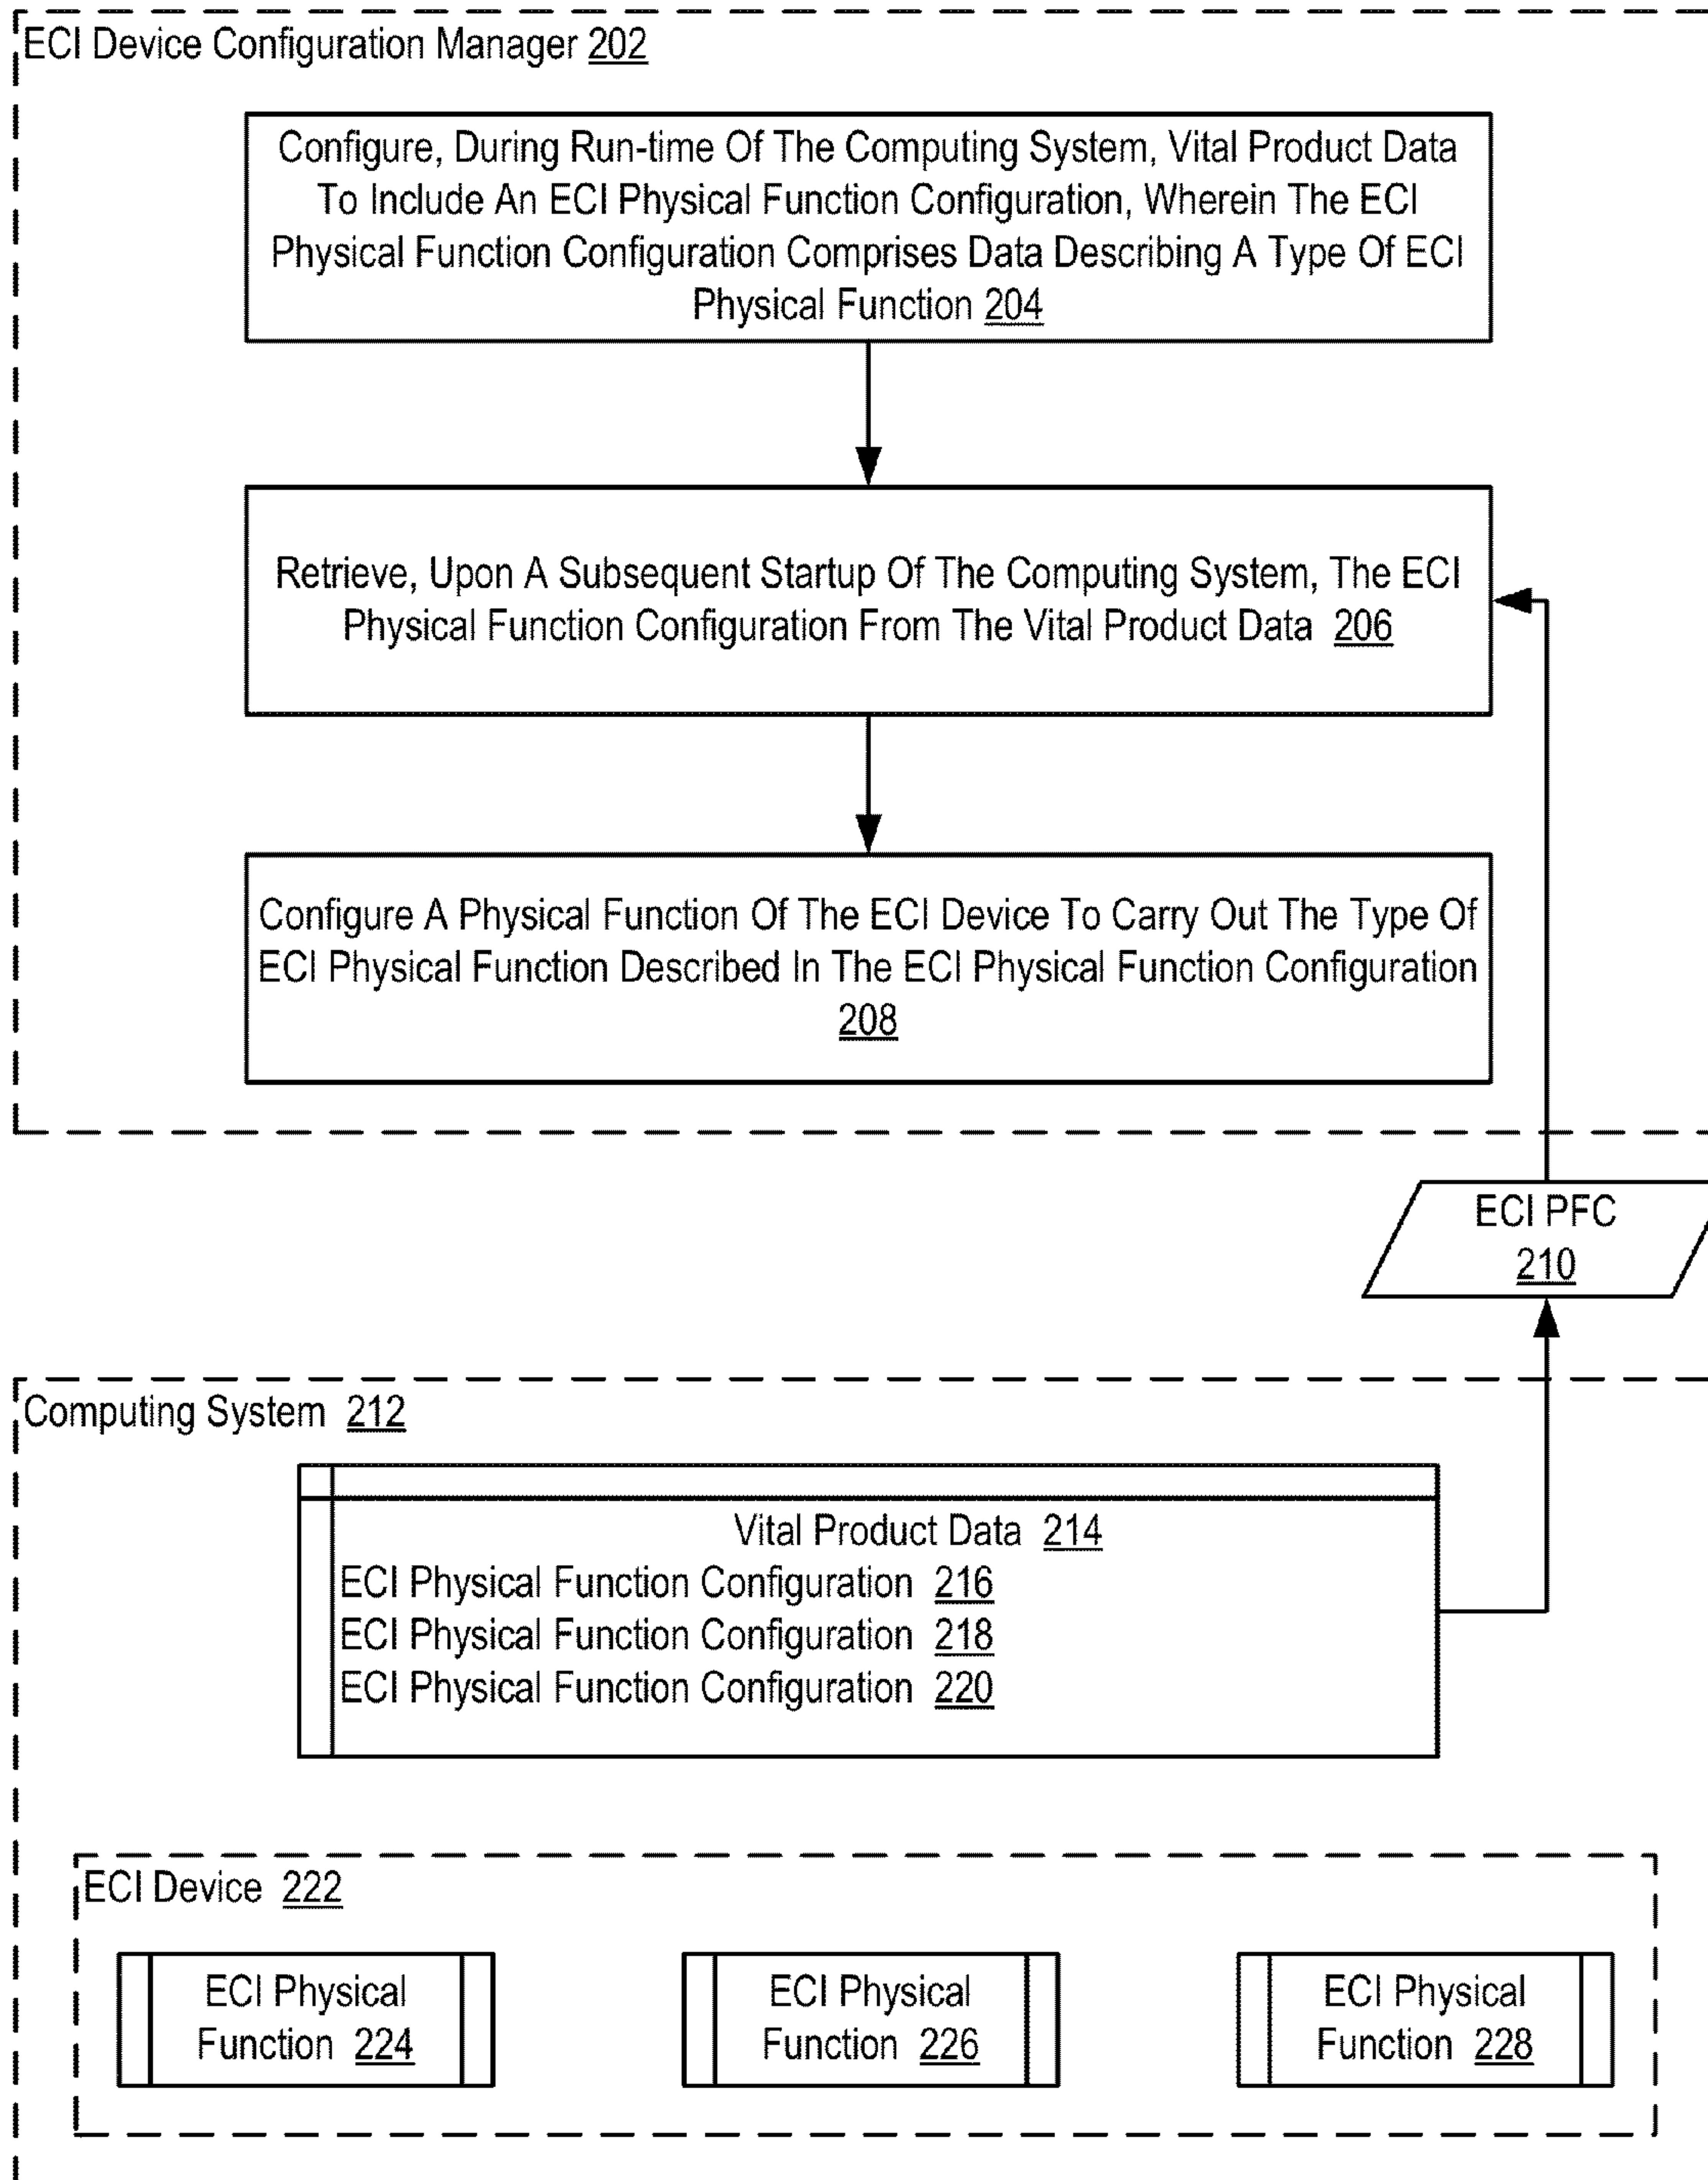 ECI Device Configuration Manager 202
Configure, During Run-time Of The Computing System, Vital Product Data
To Include An ECI Physical Function Configuration, Wherein The ECI
Physical Function Configuration Comprises Data Describing A Type Of ECI
Physical Function 204
Retrieve, Upon A Subsequent Startup Of The Computing System, The ECI
Physical Function Configuration From The Vital Product Data 206
Configure A Physical Function Of The ECI Device To Carry Out The Type Of
ECI Physical Function Described In The ECI Physical Function Configuration
208
ECI PFC
210
Computing System 212
Vital Product Data 214
ECI Physical Function Configuration 216
ECI Physical Function Configuration 218
ECI Physical Function Configuration 220
ECI Device 222
ECI Physical
Function 224
ECI Physical
Function 226
ECI Physical
Function 228